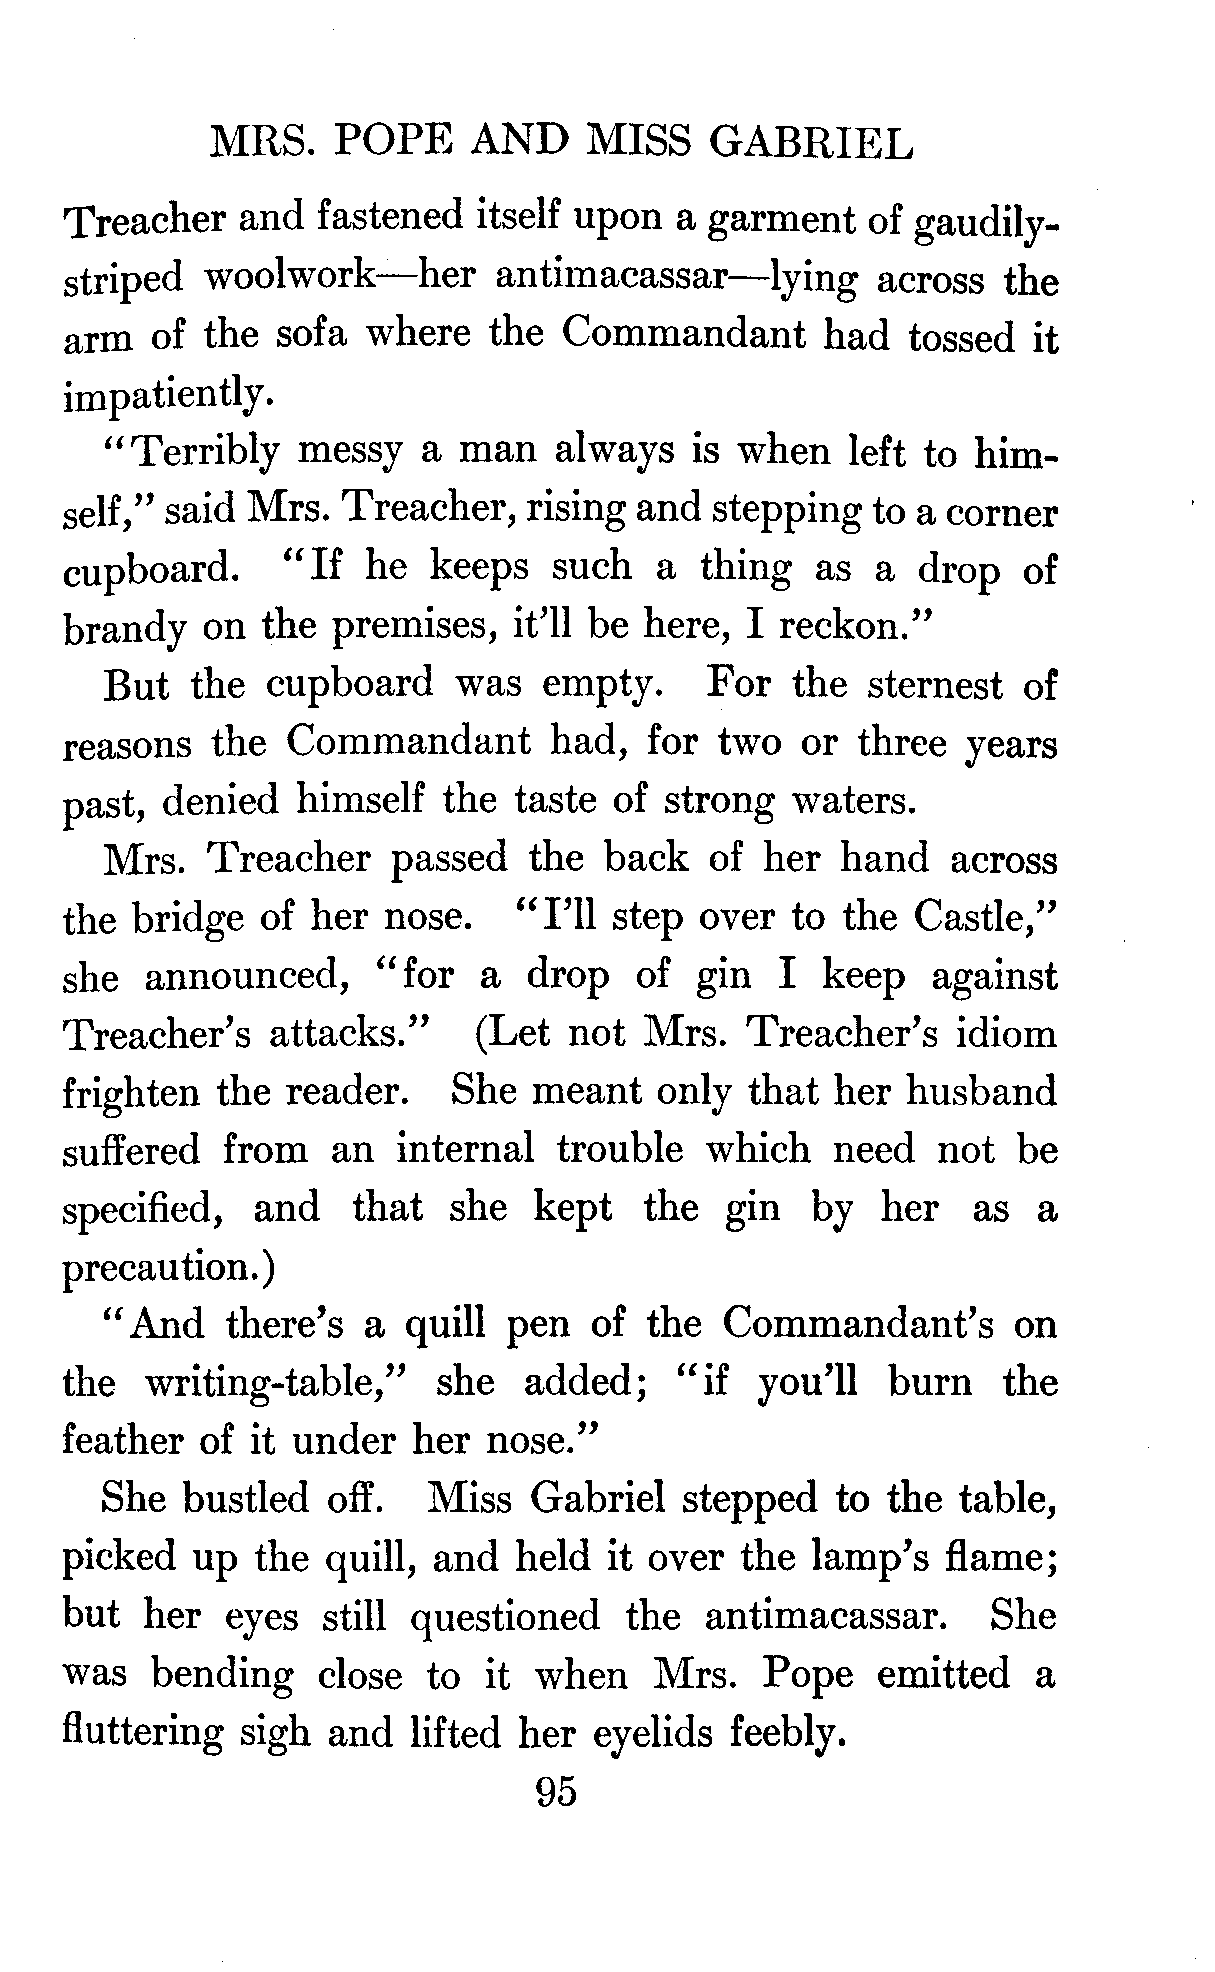 MRS. POPE AND MISS GABRIEL
Treacher and fastened itself upon a garment of gaudily-
striped woolwork—her antimacassar—lying across the
arm of the sofa where the Commandant had tossed it
impatiently.
"Terribly messy a man always is when left to him-
self," said Mrs. Treacher, rising and stepping to a corner
cupboard. "If he keeps such a thing as a drop of
brandy on the premises, it'll be here, I reckon."
But the cupboard was empty. For the sternest of
reasons the Commandant had, for two or three years
past, denied himself the taste of strong waters.
Mrs. Treacher passed the back of her hand across
the bridge of her nose. "I'll step over to the Castle,"
she announced, "for a drop of gin I keep against
Treacher's attacks." (Let not Mrs. Treacher's idiom
frighten the reader. She meant only that her husband
suffered from an internal trouble which need not be
specified, and that she kept the gin by her as a
precaution.)
"And there's a quill pen of the Commandant's on
the writing-table," she added; "if you'll burn the
feather of it under her nose."
She bustled off. Miss Gabriel stepped to the table,
picked up the quill, and held it over the lamp's flame;
but her eyes still questioned the antimacassar. She
was bending close to it when Mrs. Pope emitted a
fluttering sigh and lifted her eyelids feebly.
95